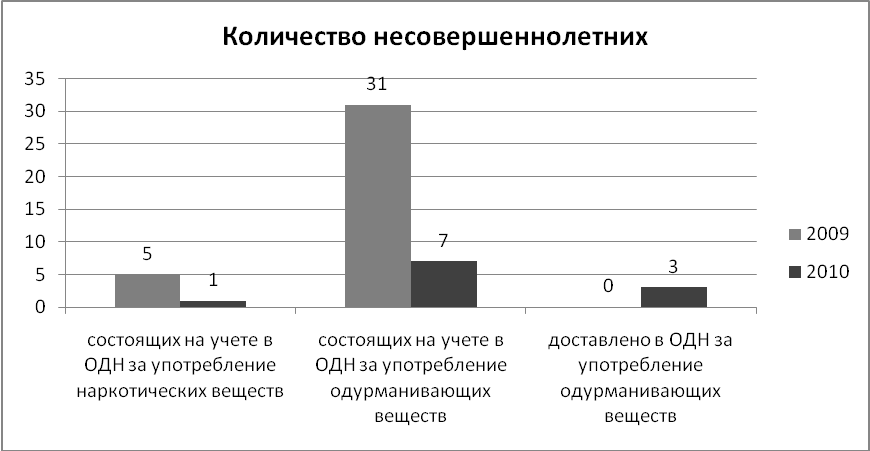 Количество несовершеннолетних
35
30
25
20
15
10
5
0
5
1
31
7
0
3
состоящих на учете в
ОДН за употребление
наркотических веществ
состоящих на учете в
ОДН за употребление
одурманивающих
веществ
доставлено в ОДН за
употребление
одурманивающих
веществ
2009
2010